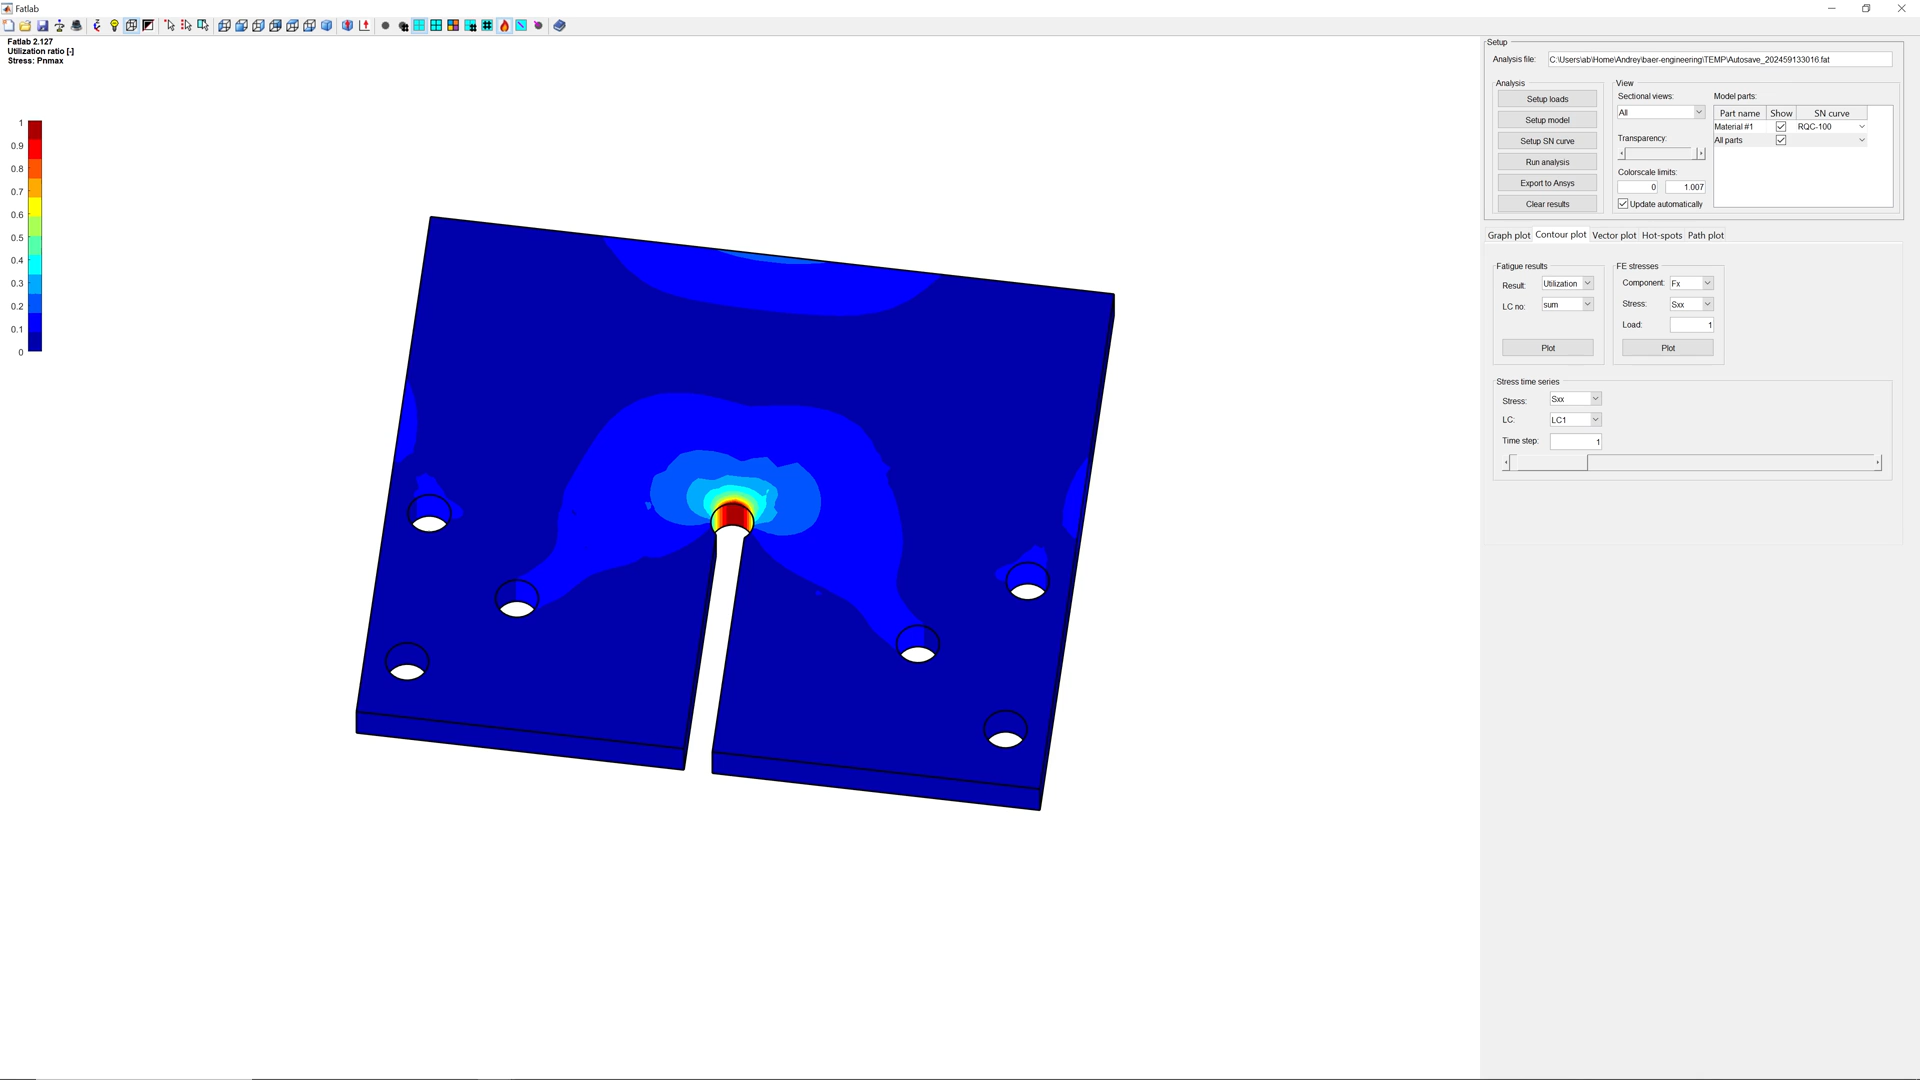 Fatlab
Fatlab 2.127
Utilization ratio [-]
Stress: Pnmax
1
0.9
0.8
0.7
0.6
0.5
0.4
0.3
0.2
0.1
0
Setup
Analysis file: C:\Users\ab\Home\Andrey\baer-engineering\TEMP\Autosave_202459133016.fat
Analysis
Setup loads
Setup model
Setup SN curve
Run analysis
Export to Ansys
Clear results
View
Sectional views:
All
Transparency:
Colorscale limits:
0 1.007
Update automatically
Model parts:
Part name Show SN curve
Material #1 RQC-100
All parts
Graph plot Contour plot Vector plot Hot-spots Path plot
Fatigue results
Result: Utilization
LC no: sum
Plot
FE stresses
Component: Fx
Stress: Sxx
Load: 1
Plot
Stress time series
Stress: Sxx
LC: LC1
Time step: 1